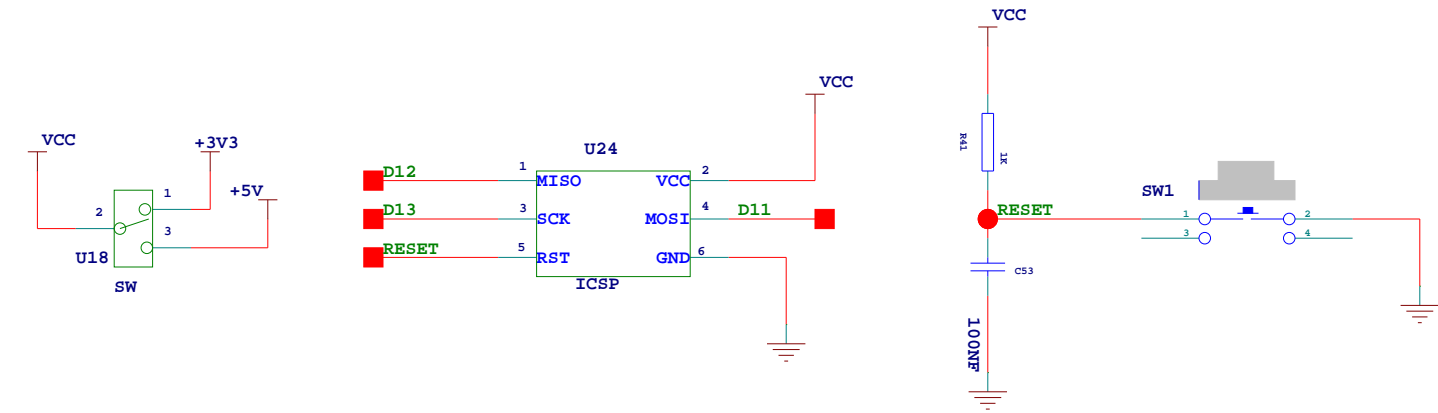 VCC
+3V3
+5V
1
2
3
U18
SW
U24
VCC
D12
1
MISO
VCC
2
D13
3
SCK
MOSI
4
D11
RESET
5
RST
GND
6
ICSP
VCC
R41
1K
RESET
C53
100NF
SW1
1
2
3
4